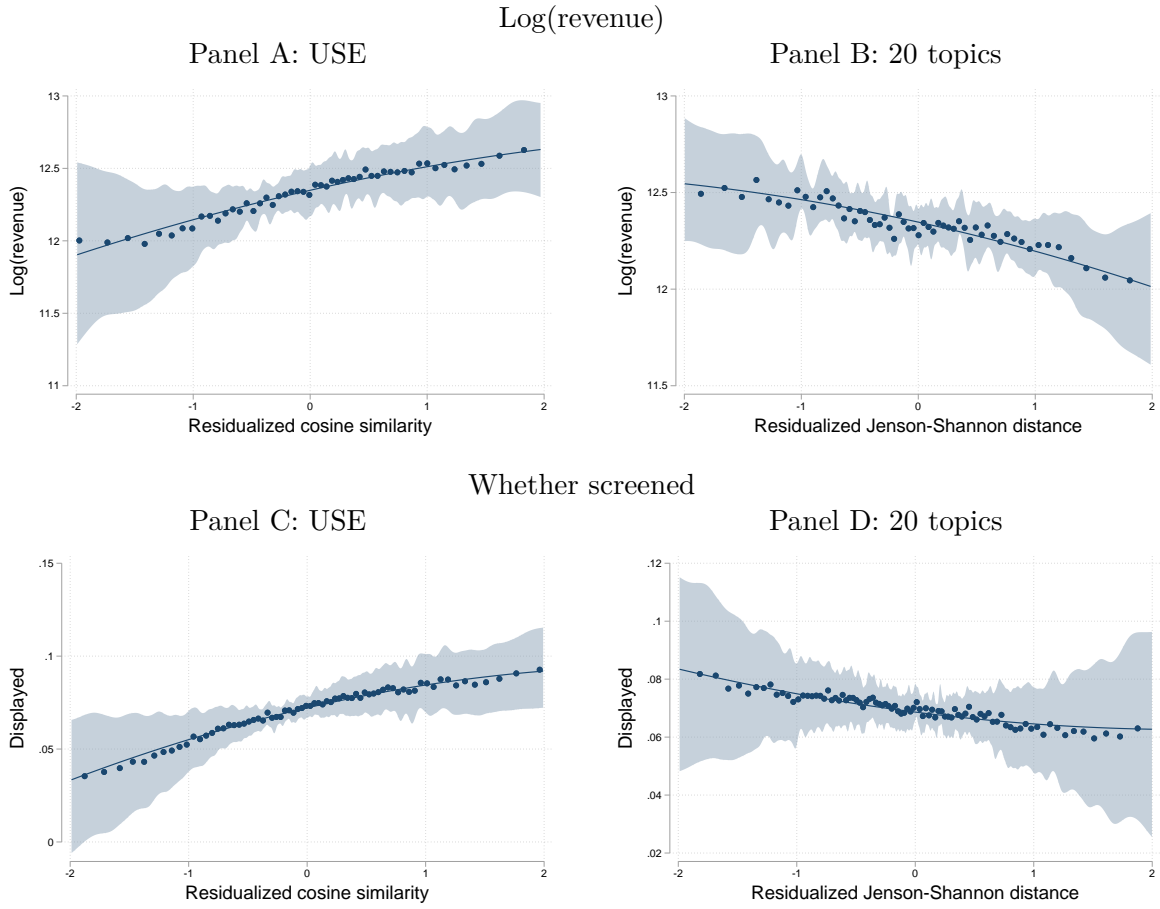 Log(revenue)
Panel A: USE
Panel B: 20 topics
13
12.5
12
11.5
11
Log(revenue)
-2 -1 0 1 2
Residualized cosine similarity
13
12.5
12
11.5
Log(revenue)
-2 -1 0 1 2
Residualized Jenson-Shannon distance
Whether screened
Panel C: USE
Panel D: 20 topics
.15
.1
.05
0
Displayed
-2 -1 0 1 2
Residualized cosine similarity
.12
.1
.08
.06
.04
.02
Displayed
-2 -1 0 1 2
Residualized Jenson-Shannon distance